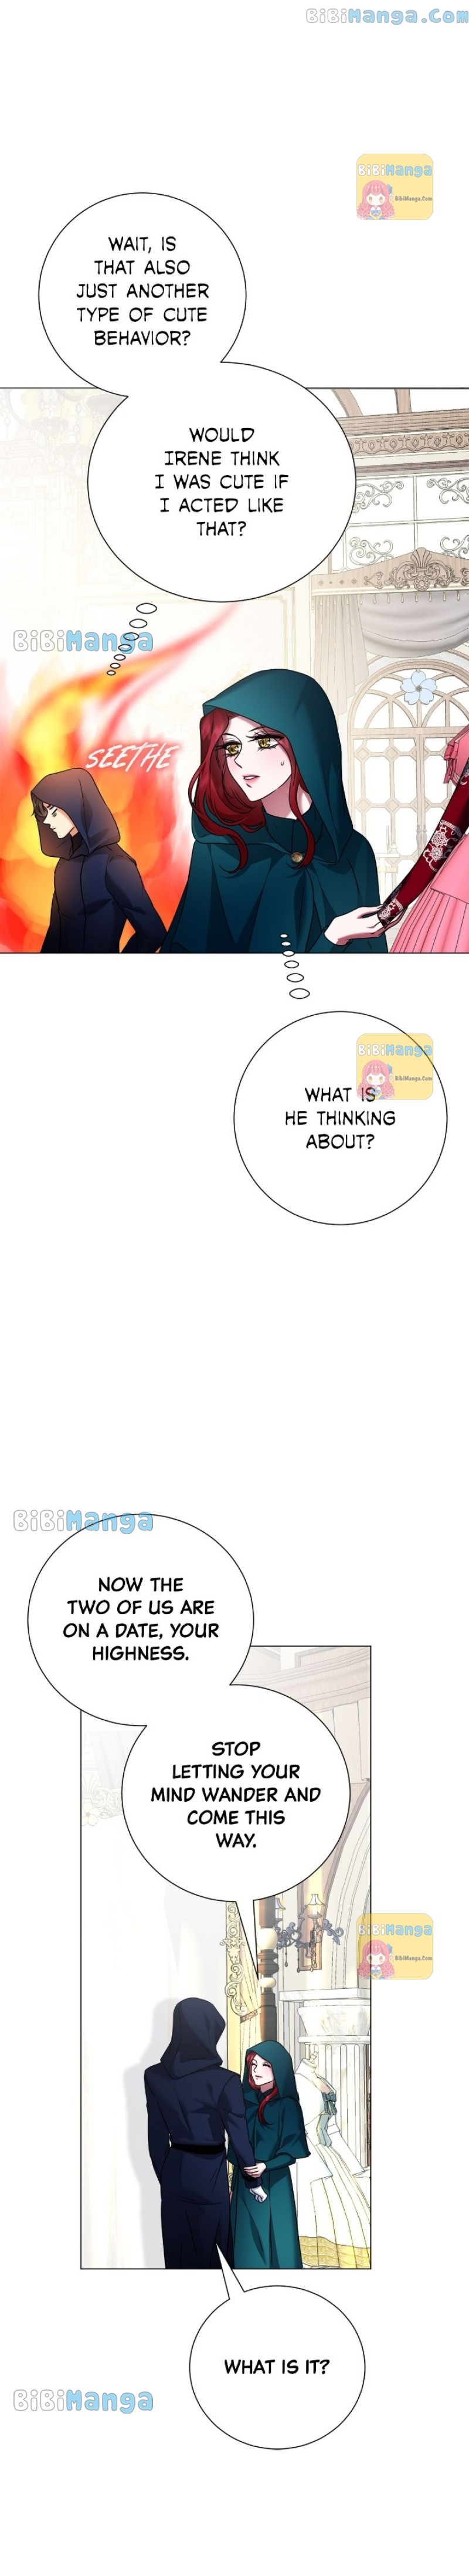 BiBiManga.Com
BiBiManga
BibiManga.Com
WAIT, IS
THAT ALSO
JUST ANOTHER
TYPE OF CUTE
BEHAVIOR?
WOULD
IRENE THINK
I WAS CUTE IF
I ACTED LIKE
THAT?
BiBiManga
SEETHE
BiBiManga
BibiManga.Com
WHAT IS
HE THINKING
ABOUT?
BiBiManga
NOW THE
TWO OF US ARE
ON A DATE, YOUR
HIGHNESS.
STOP
LETTING YOUR
MIND WANDER AND
COME THIS
WAY.
BiBiManga
BibiManga.Com
WHAT IS IT?
BiBiManga